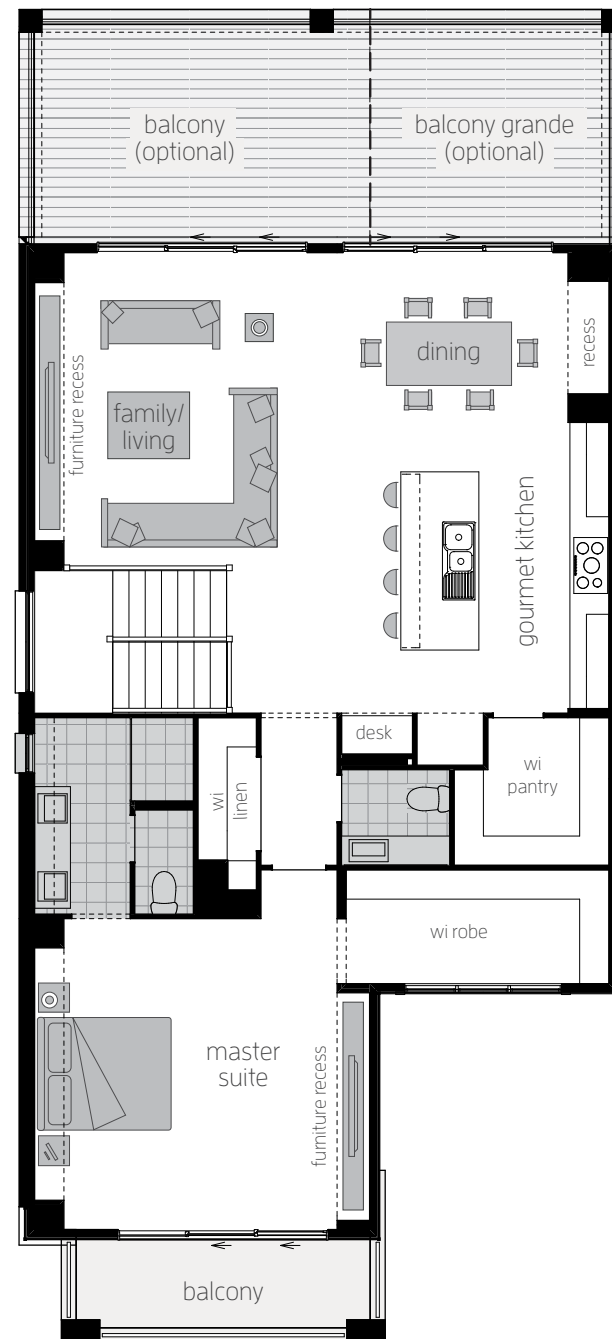 balcony
(optional)
balcony grande
(optional)
furniture recess
family/
living
dining
recess
gourmet kitchen
desk
wi
pantry
wi
linen
wi robe
master
suite
furniture recess
balcony